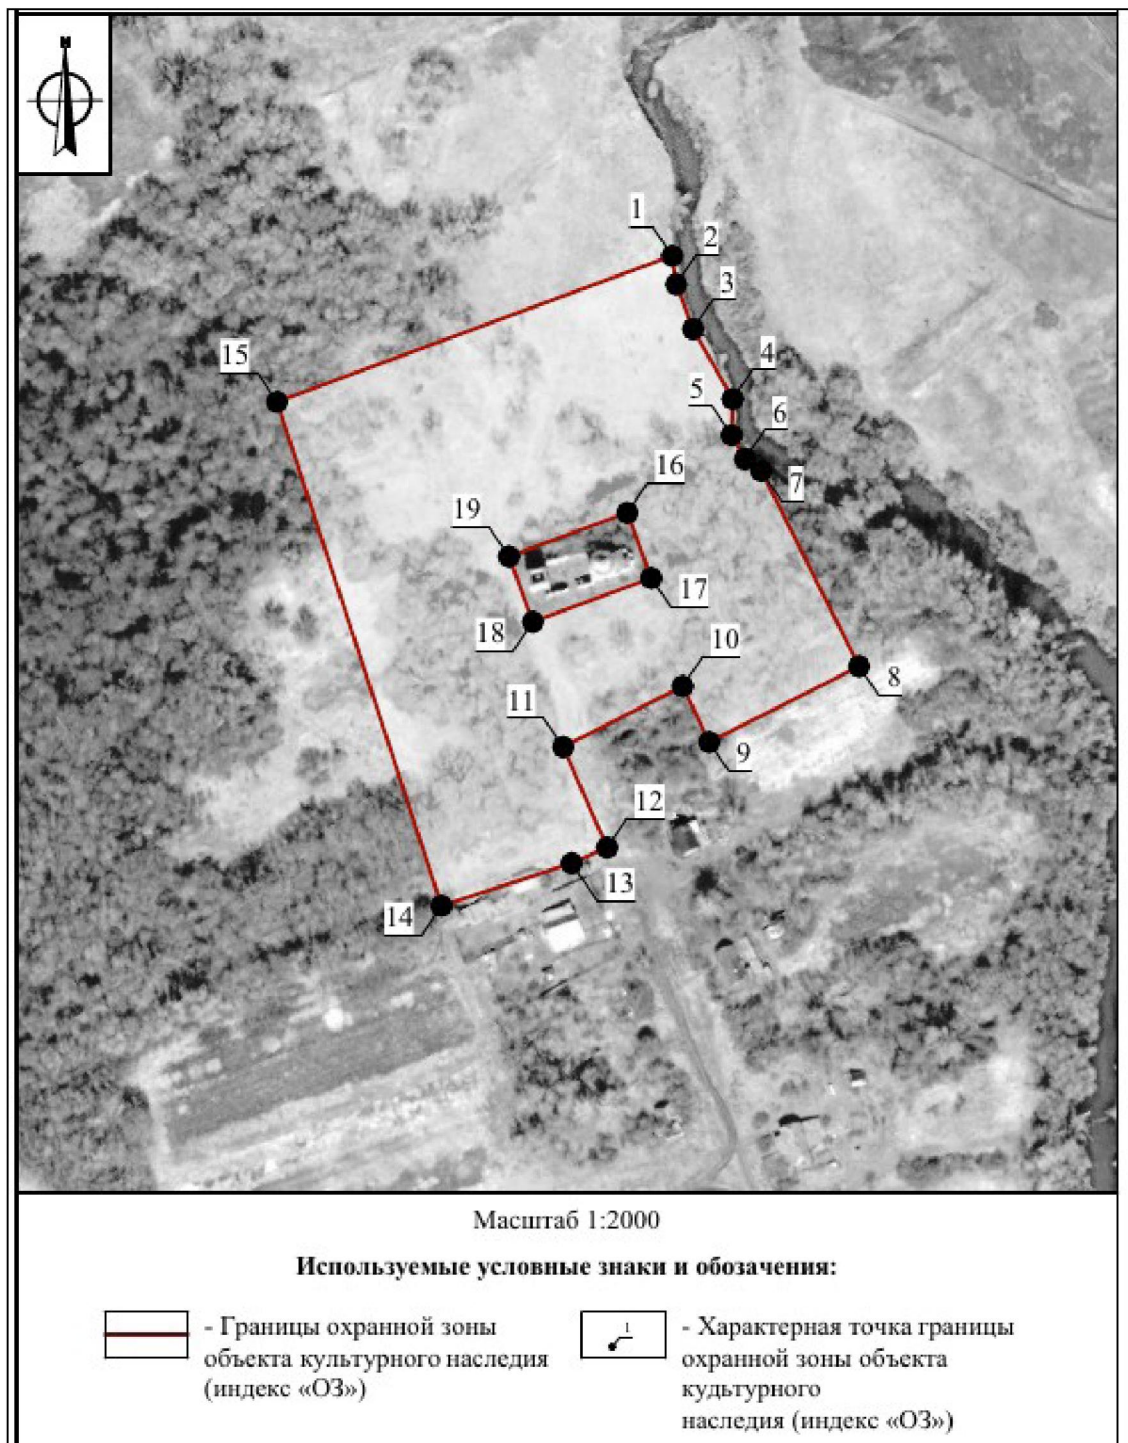 N
1
2
3
4
5
6
7
15
16
19
17
18
10
8
11
9
12
13
14
Масштаб 1:2000
Используемые условные знаки и обозачения:
- Границы охранной зоны
объекта культурного наследия
(индекс «ОЗ»)
1
- Характерная точка границы
охранной зоны объекта
кудьтурного
наследия (индекс «ОЗ»)